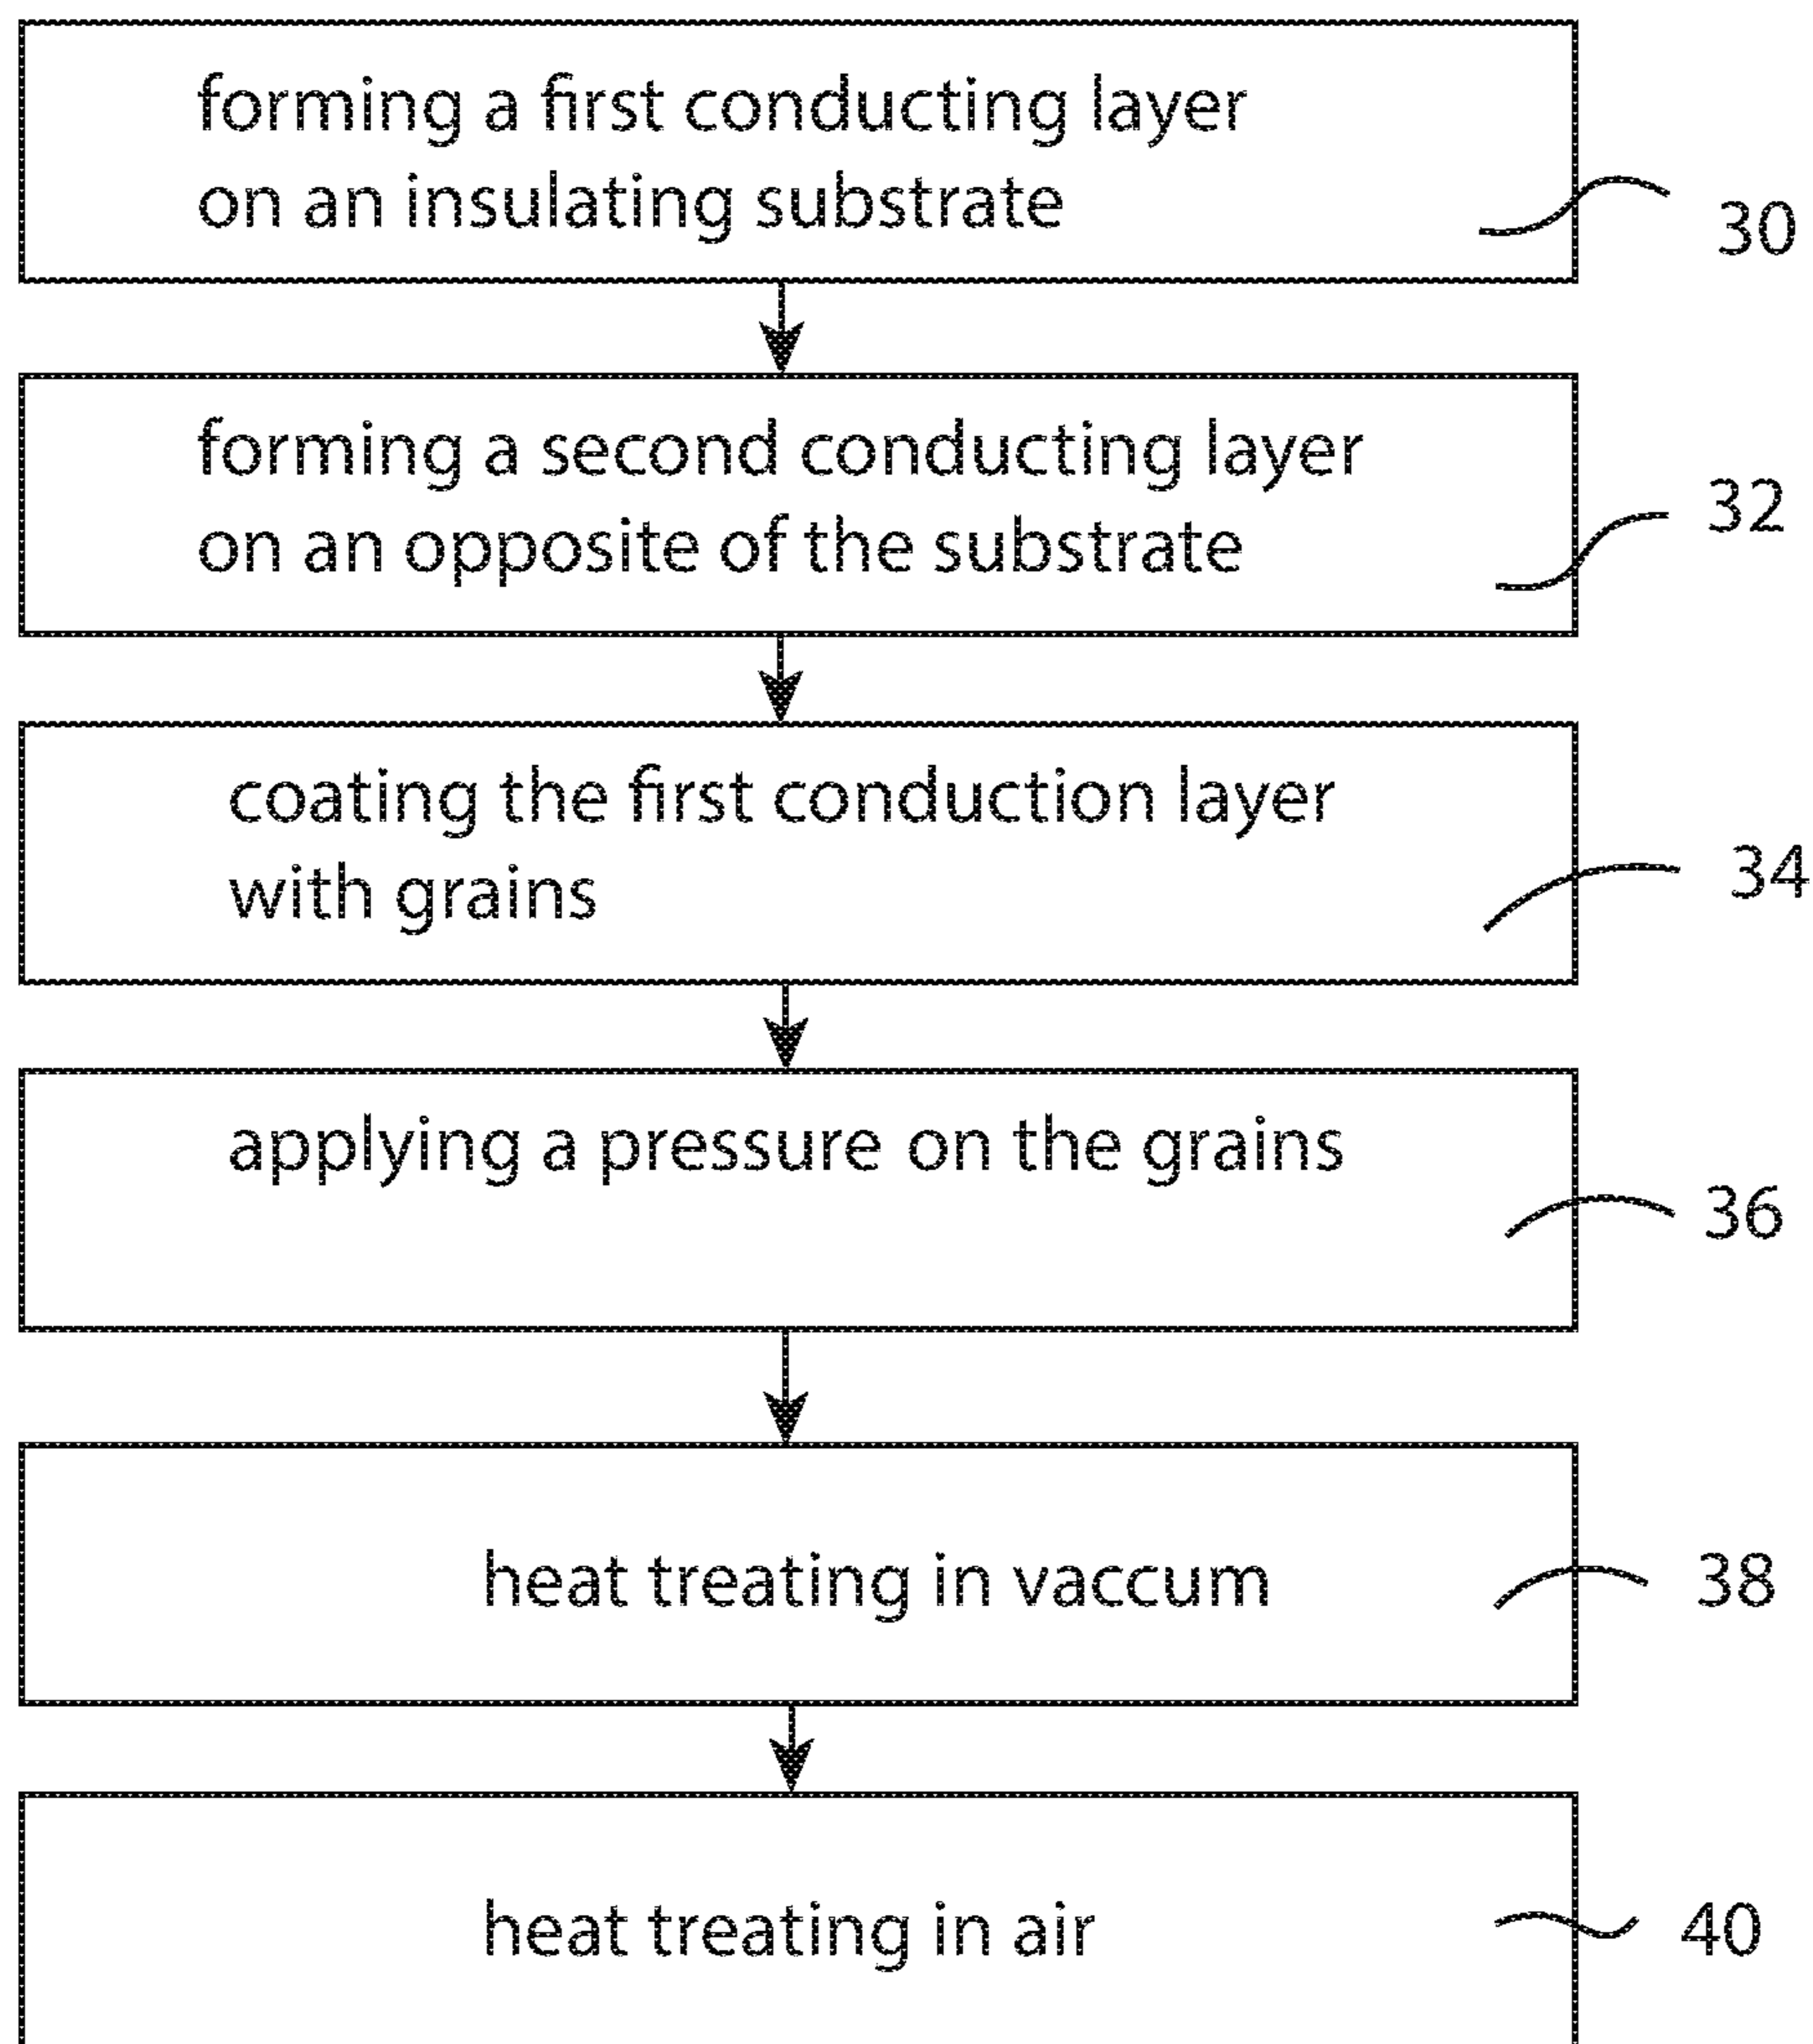 forming a first conducting layer
on an insulating substrate
30
forming a second conducting layer
on an opposite of the substrate
32
coating the first conduction layer
with grains
34
applying a pressure on the grains
36
heat treating in vaccum
38
heat treating in air
40